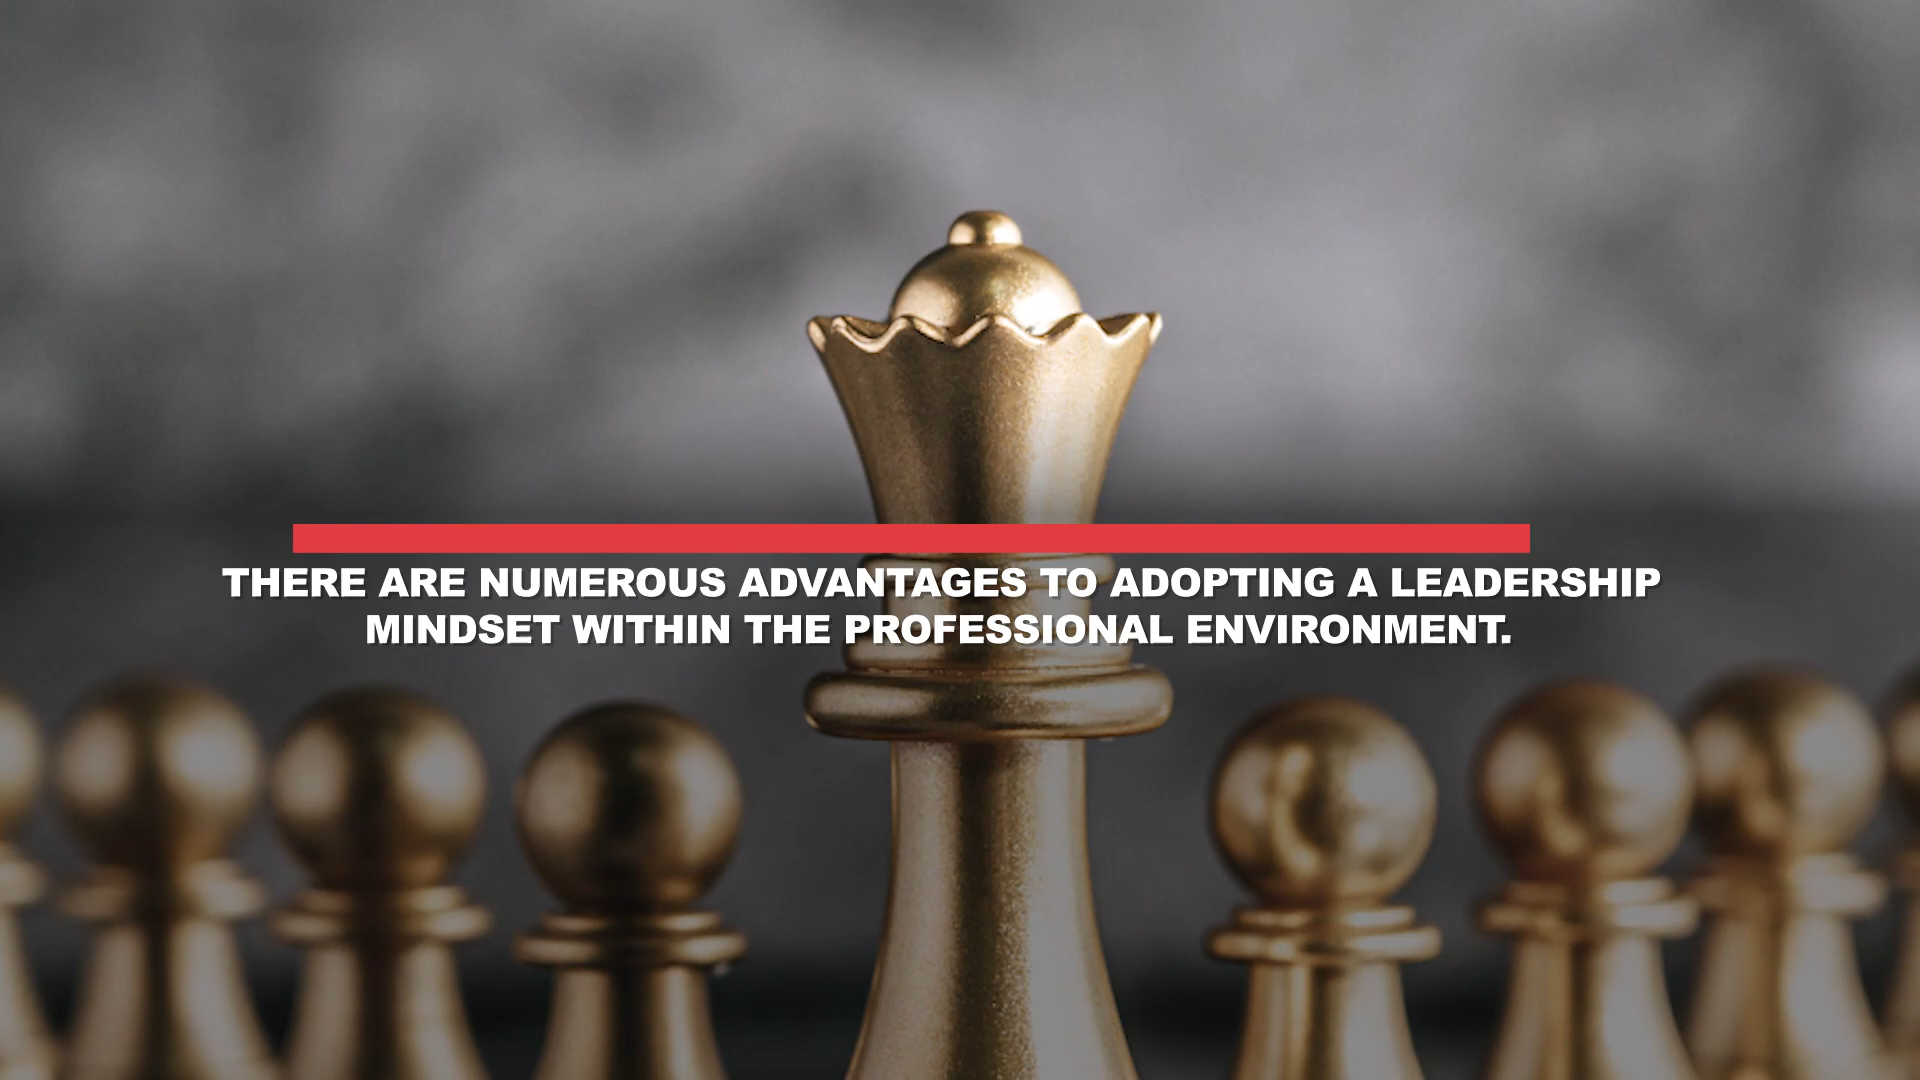 THERE ARE NUMEROUS ADVANTAGES TO ADOPTING A LEADERSHIP
MINDSET WITHIN THE PROFESSIONAL ENVIRONMENT.